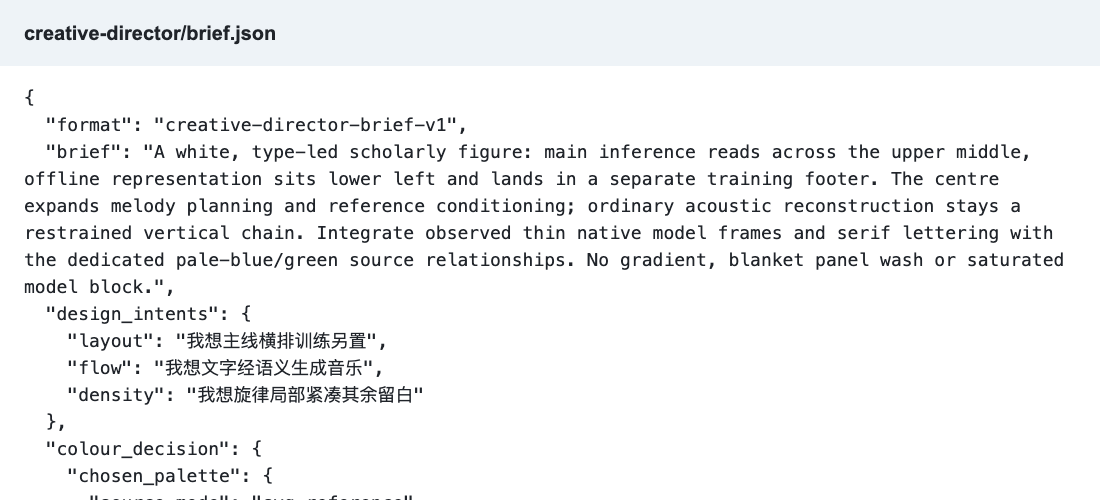 creative-director/brief.json
{
"format": "creative-director-brief-v1",
"brief": "A white, type-led scholarly figure: main inference reads across the upper middle,
offline representation sits lower left and lands in a separate training footer. The centre
expands melody planning and reference conditioning; ordinary acoustic reconstruction stays a
restrained vertical chain. Integrate observed thin native model frames and serif lettering with
the dedicated pale-blue/green source relationships. No gradient, blanket panel wash or saturated
model block.",
"design_intents": {
"layout": "我想主线横排训练另置",
"flow": "我想文字经语义生成音乐",
"density": "我想旋律局部紧凑其余留白"
},
"colour_decision": {
"chosen_palette": {
"source_mode": "svg_reference",